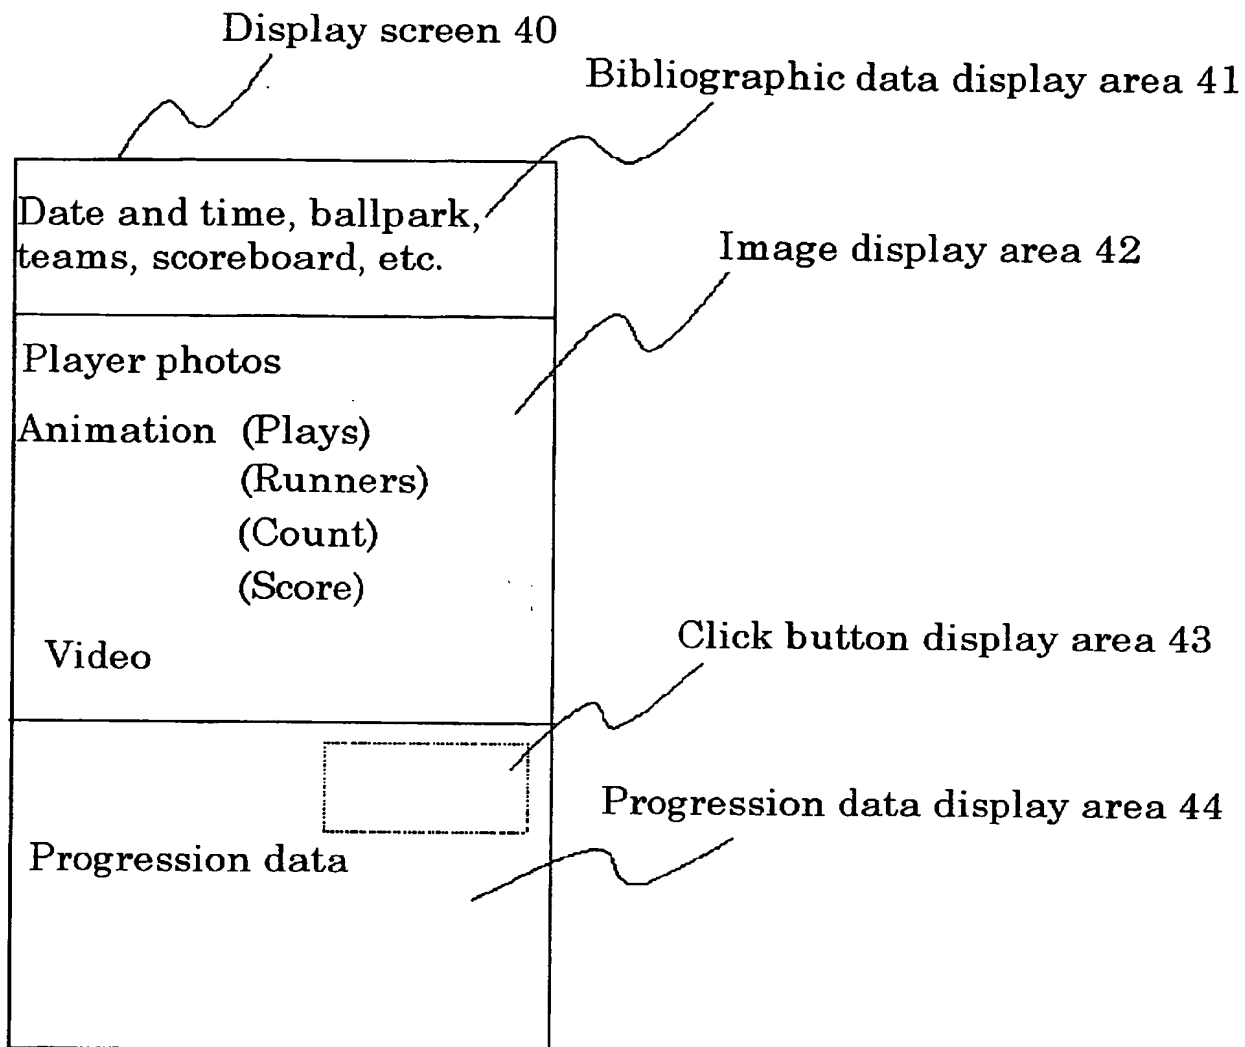 Display screen 40
Bibliographic data display area 41
Date and time, ballpark,
teams, scoreboard, etc.
Image display area 42
Player photos
Animation (Plays)
(Runners)
(Count)
(Score)
Video
Click button display area 43
Progression data display area 44
Progression data